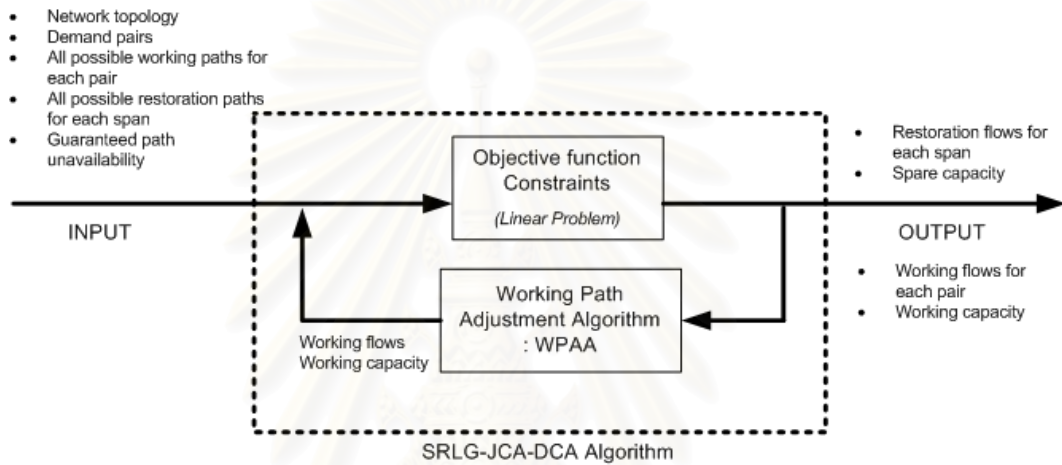 • Network topology
• Demand pairs
• All possible working paths for
each pair
• All possible restoration paths
for each span
• Guaranteed path
unavailability
INPUT
Objective function
Constraints
(Linear Problem)
Working Path
Adjustment Algorithm
: WPAA
Working flows
Working capacity
• Restoration flows for
each span
• Spare capacity
OUTPUT
• Working flows for
each pair
• Working capacity
SRLG-JCA-DCA Algorithm